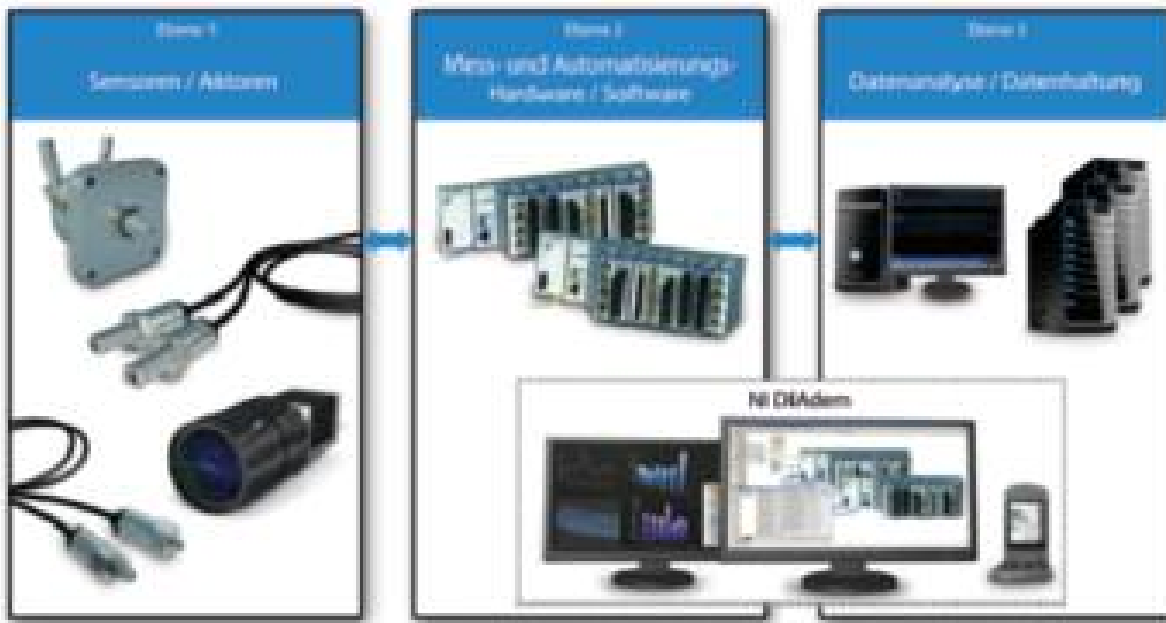 Ebene 1
Sensoren / Aktoren
Ebene 2
Mess- und Automatisierungs-
Hardware / Software
Ebene 3
Datenanalyse / Datenhaltung
NI DIAdem